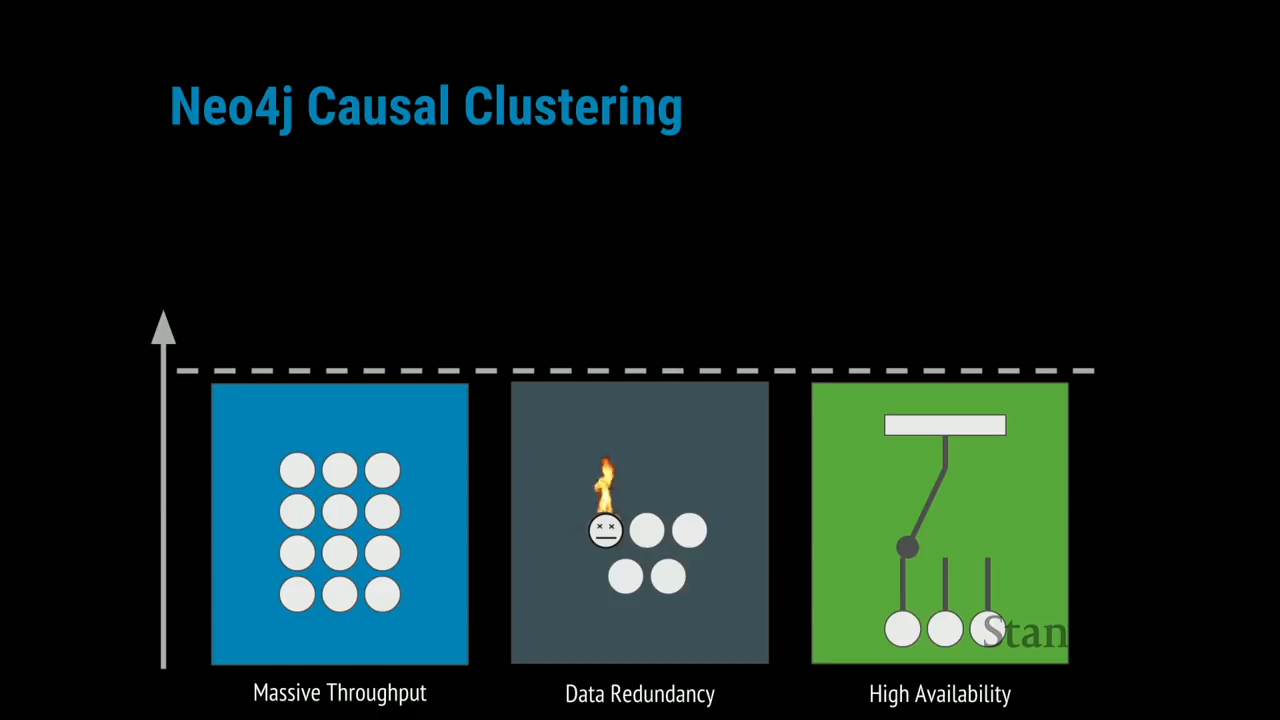 Neo4j Causal Clustering
Stan
Massive Throughput
Data Redundancy
High Availability